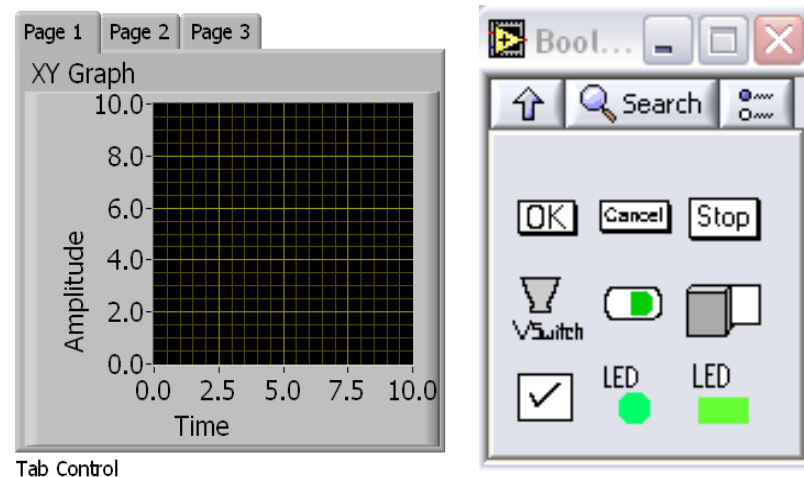 Page 1 Page 2 Page 3
XY Graph
10.0
8.0
6.0
4.0
2.0
0.0
Amplitude
0.0 2.5 5.0 7.5 10.0
Time
Tab Control
Bool...
Search
OK Cancel Stop
VSwitch
LED LED